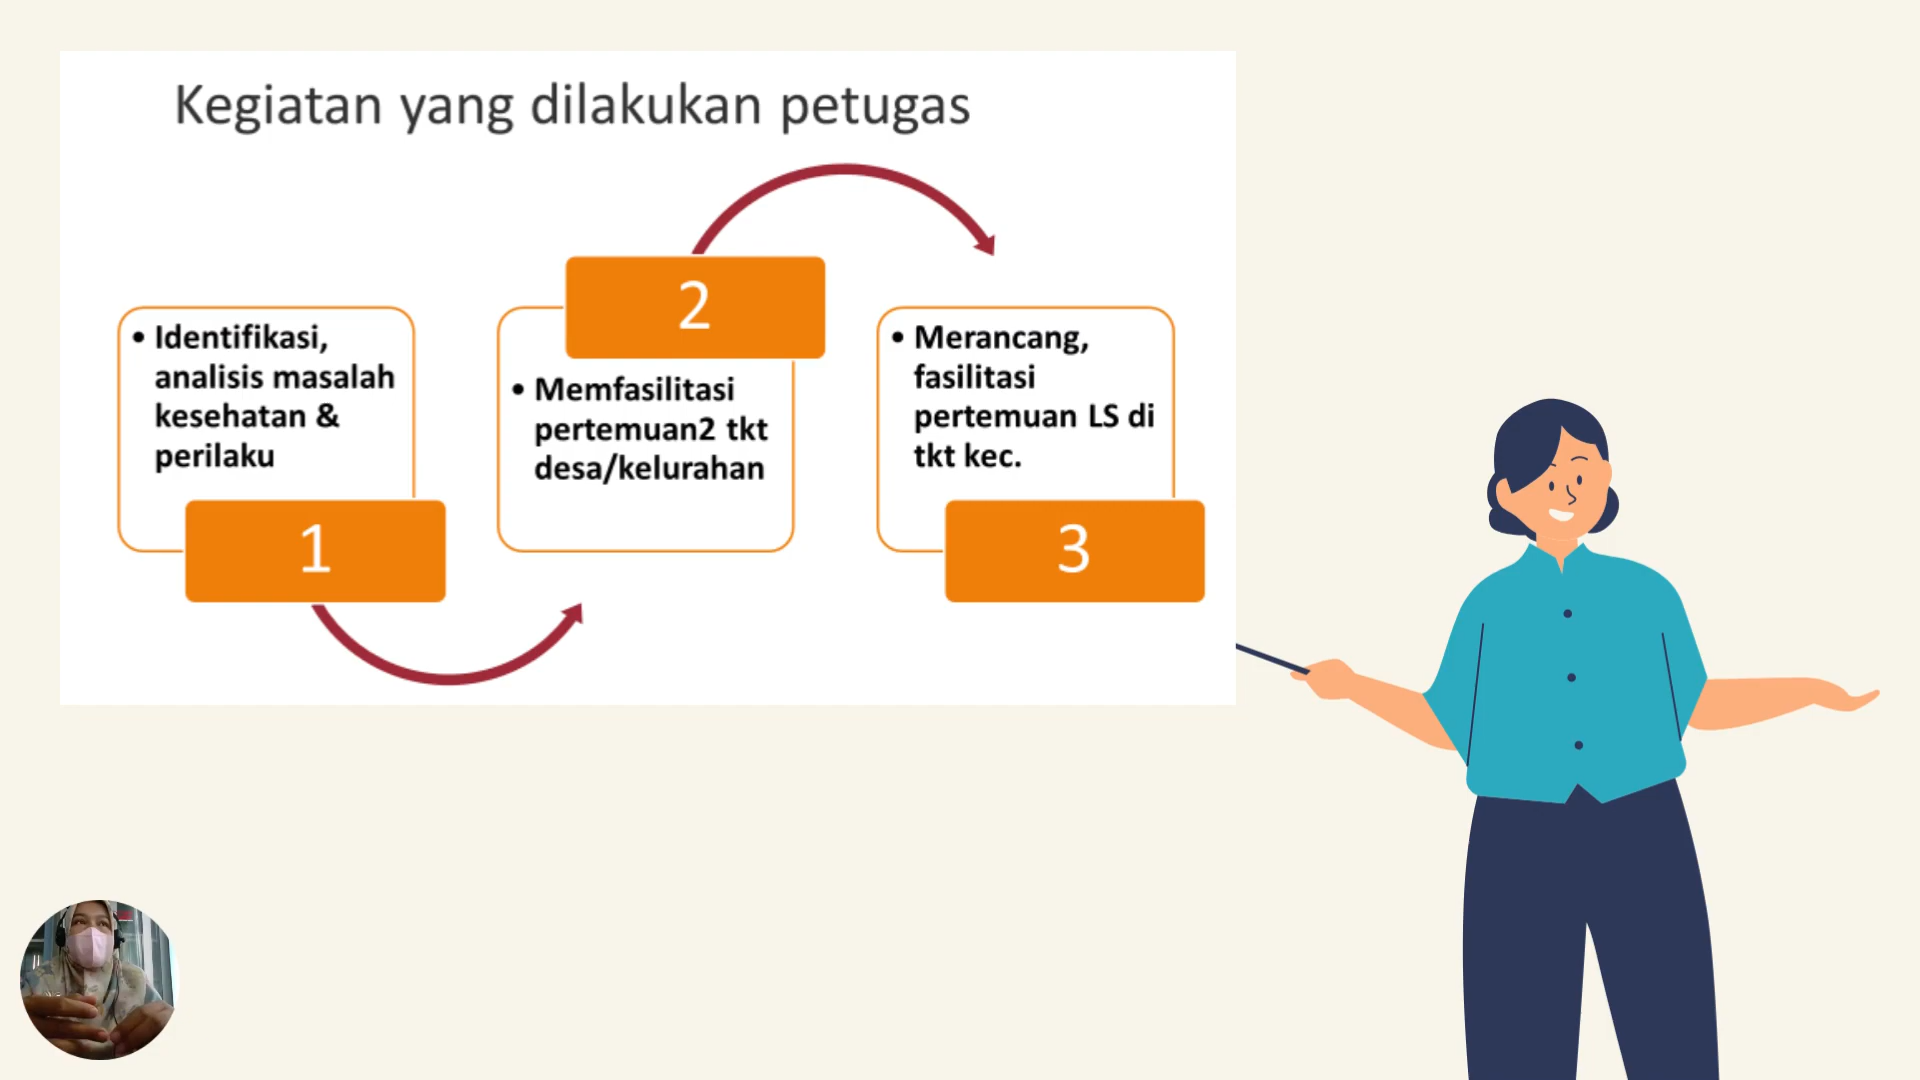 Kegiatan yang dilakukan petugas
• Identifikasi,
analisis masalah
kesehatan &
perilaku
1
2
• Memfasilitasi
pertemuan2 tkt
desa/kelurahan
• Merancang,
fasilitasi
pertemuan LS di
tkt kec.
3